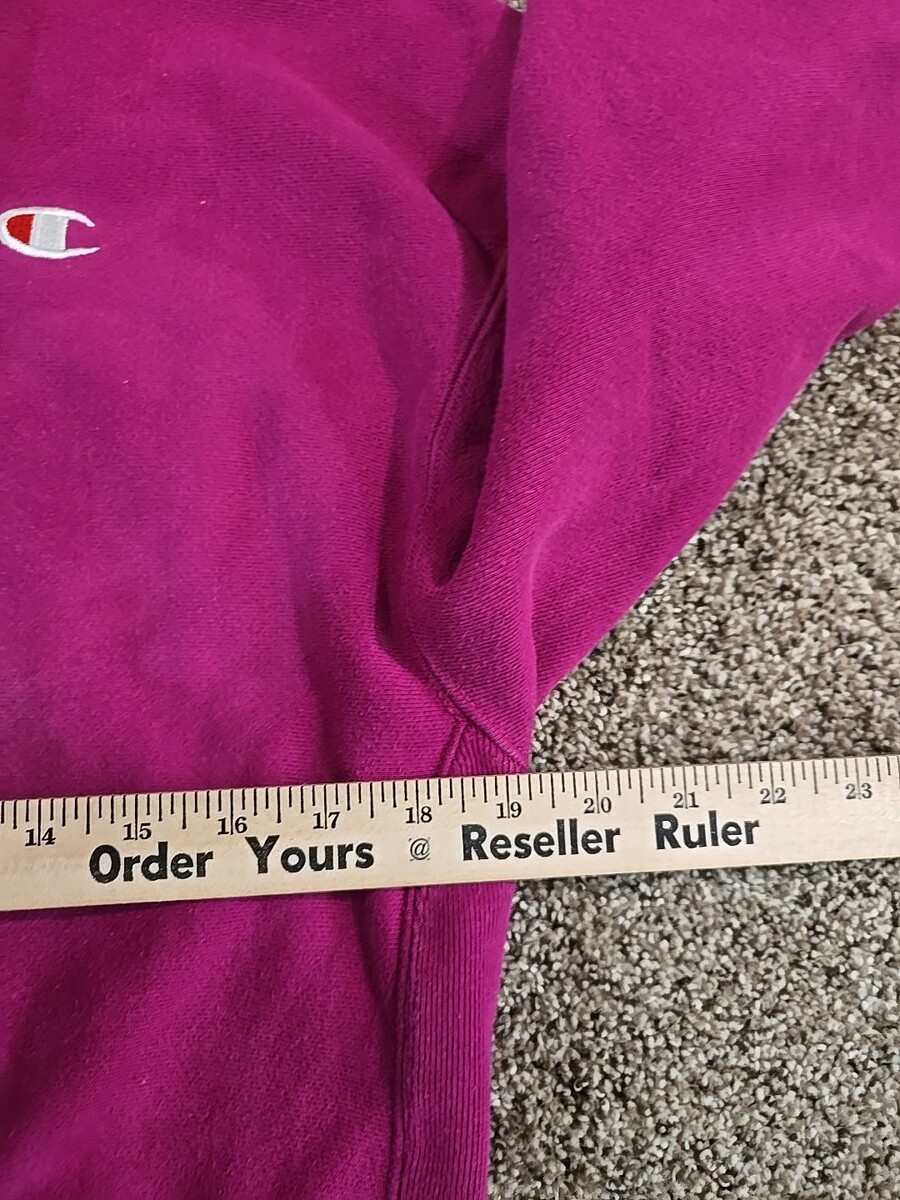 14 15 16 17 18 19 20 21 22 23
Order Yours @ Reseller Ruler